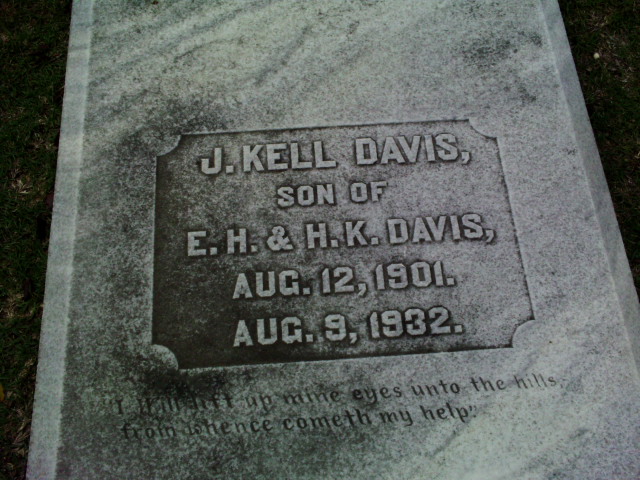 J. KELL DAVIS,
SON OF
E. H. & H. K. DAVIS,
AUG. 12, 1901.
AUG. 9, 1932.
"I will lift up mine eyes unto the hills,
from whence cometh my help".